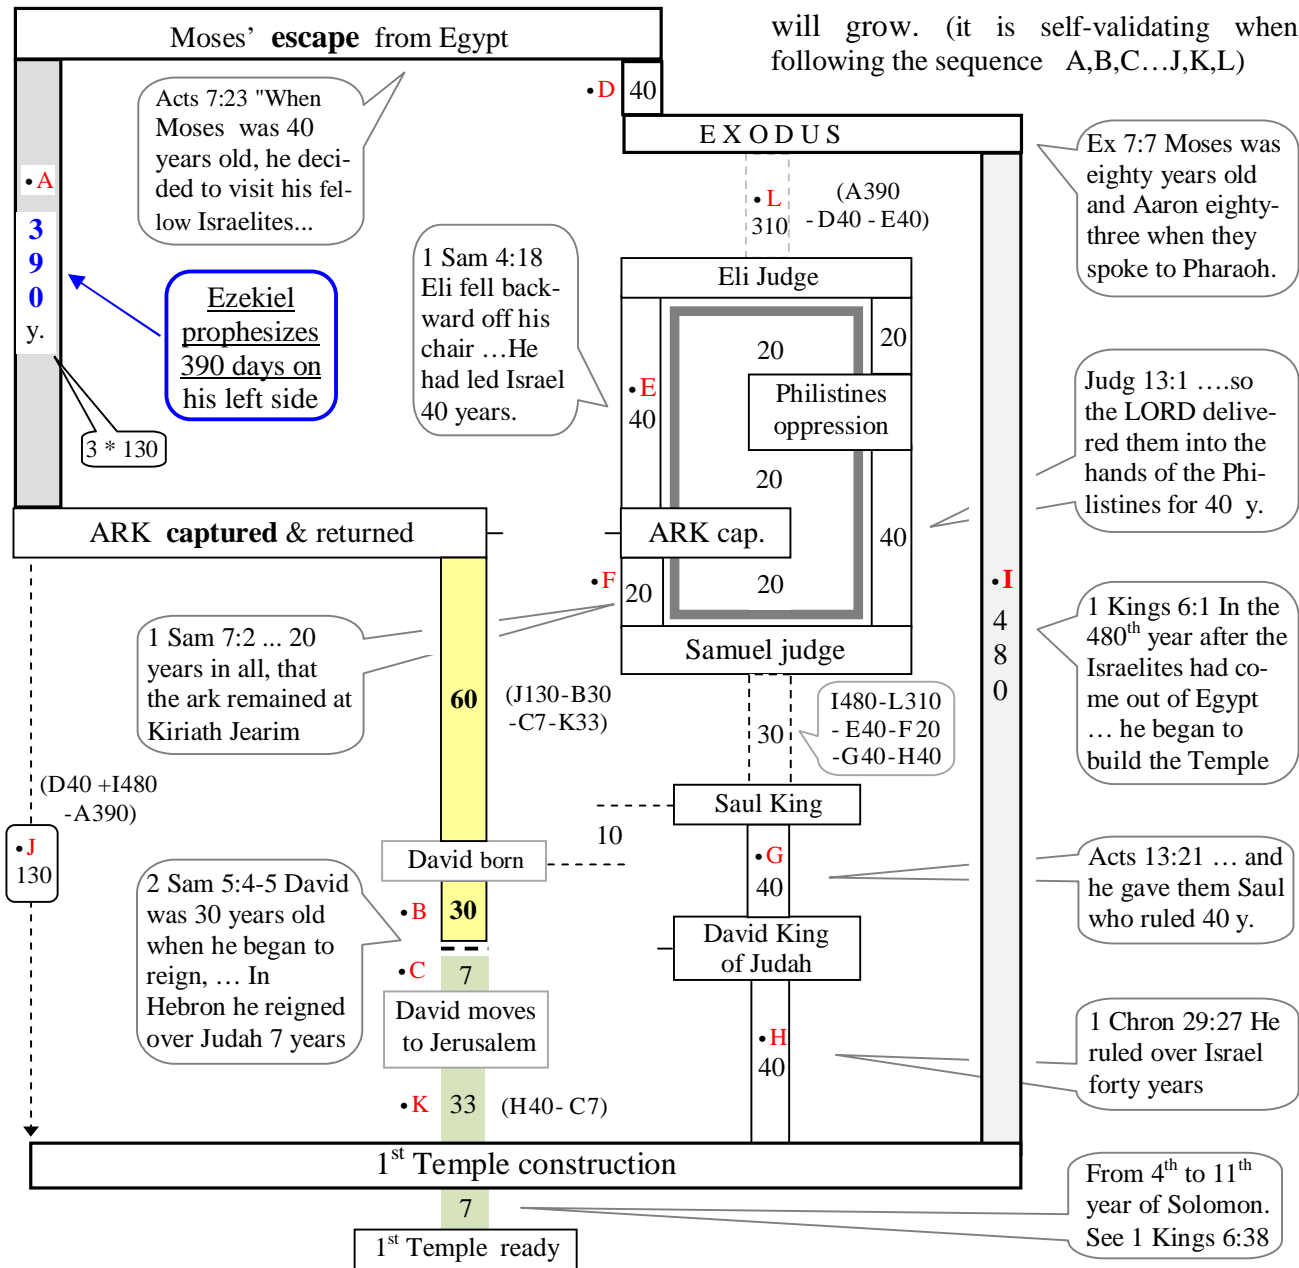 will grow. (it is self-validating when
following the sequence A,B,C…J,K,L)
Moses’ escape from Egypt
• D
40
EXODUS
Acts 7:23 "When
Moses was 40
years old, he deci-
ded to visit his fel-
low Israelites...
Ex 7:7 Moses was
eighty years old
and Aaron eighty-
three when they
spoke to Pharaoh.
• A
3
9
0
y.
3 * 130
Ezekiel
prophesizes
390 days on
his left side
• L
310
(A390
- D40 - E40)
1 Sam 4:18
Eli fell back-
ward off his
chair …He
had led Israel
40 years.
Eli Judge
20
20
• E
40
Philistines
oppression
20
Judg 13:1 ….so
the LORD delive-
red them into the
hands of the Phi-
listines for 40 y.
ARK captured & returned
ARK cap.
40
• F
20
20
Samuel judge
• I
4
8
0
1 Sam 7:2 ... 20
years in all, that
the ark remained at
Kiriath Jearim
60
(J130-B30
-C7-K33)
30
I480-L310
- E40-F20
-G40-H40
1 Kings 6:1 In the
480th year after the
Israelites had co-
me out of Egypt
… he began to
build the Temple
(D40 +I480
-A390)
• J
130
Saul King
10
David born
• G
40
Acts 13:21 … and
he gave them Saul
who ruled 40 y.
2 Sam 5:4-5 David
was 30 years old
when he began to
reign, … In
Hebron he reigned
over Judah 7 years
• B
30
• C
7
David King
of Judah
David moves
to Jerusalem
• H
40
1 Chron 29:27 He
ruled over Israel
forty years
• K
33
(H40- C7)
1st Temple construction
7
1st Temple ready
From 4th to 11th
year of Solomon.
See 1 Kings 6:38